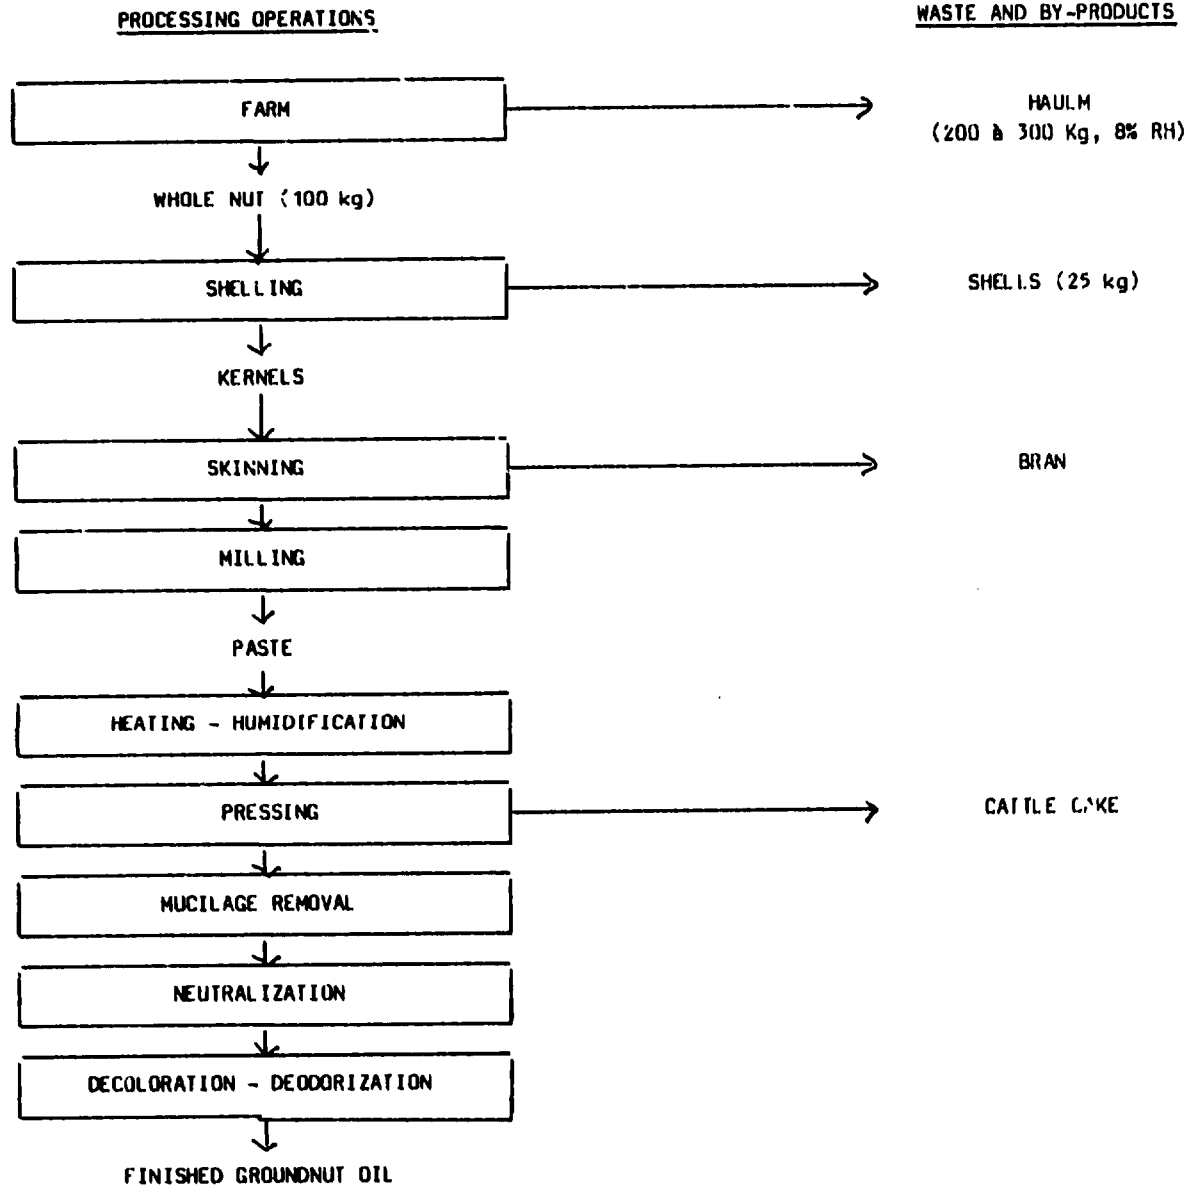 PROCESSING OPERATIONS
WASTE AND BY-PRODUCTS
FARM
HAULM
(200 à 300 Kg, 8% RH)
WHOLE NUT (100 kg)
SHELLING
SHELLS (25 kg)
KERNELS
SKINNING
BRAN
MILLING
PASTE
HEATING - HUMIDIFICATION
PRESSING
CATTLE CAKE
MUCILAGE REMOVAL
NEUTRALIZATION
DECOLORATION - DEODORIZATION
FINISHED GROUNDNUT OIL